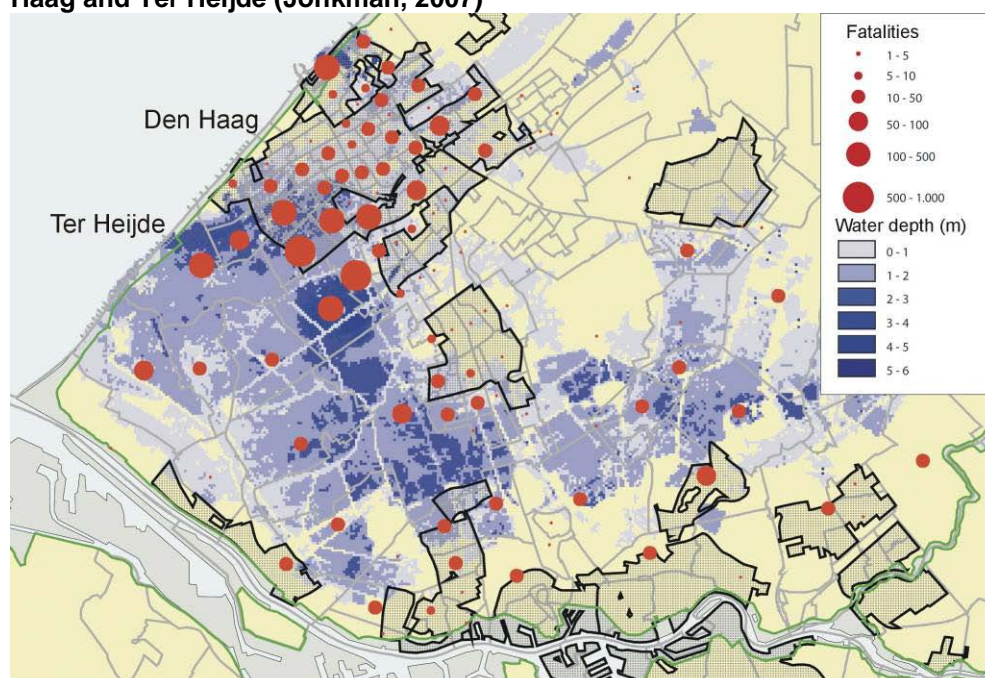 Haag and Ter Heijde (Jonkman, 2007)
Den Haag
Ter Heijde
Fatalities
1 - 5
5 - 10
10 - 50
50 - 100
100 - 500
500 - 1.000
Water depth (m)
0 - 1
1 - 2
2 - 3
3 - 4
4 - 5
5 - 6